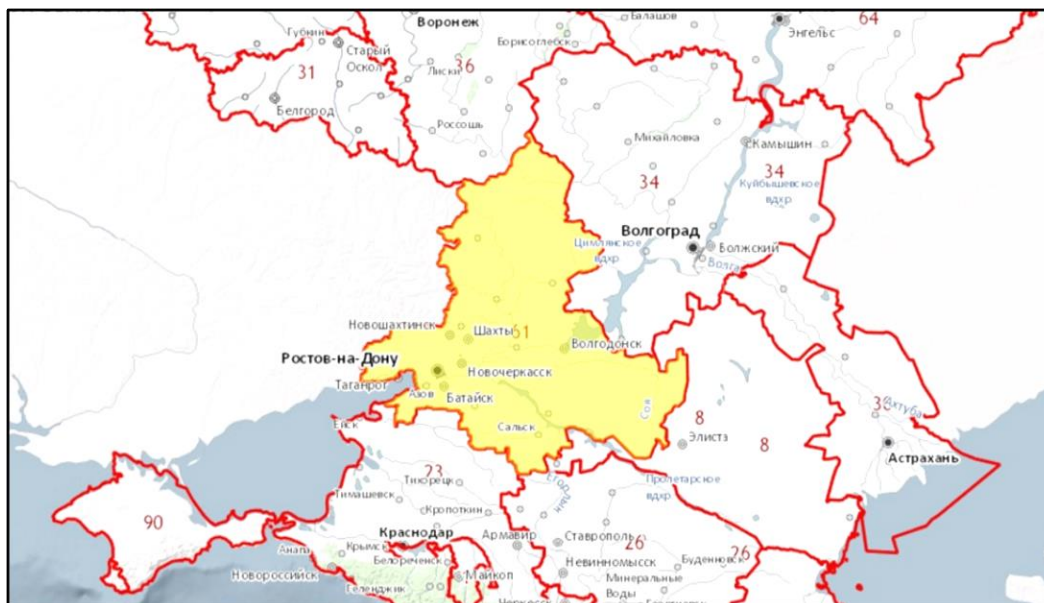 Воронеж
Балашов
64
Губкин
Энгельс
Старый
Оскол
Борисоглебск
31
Лиски
36
Белгород
Россошь
Михайловка
Камышин
34
34
Куйбышевское
вдхр
Волгоград
Волжский
Цимлянское
вдхр
Волга
Новошахтинск
Шахты
61
Волгодонск
Ростов-на-Дону
Новочеркасск
Таганрог
Азов
Батайск
Ахтуба
Сальск
8
Элиста
8
Ейск
Астрахань
23
Тихорецк
Пролетарское
вдхр
Тимашевск
90
Кропоткин
Краснодар
Армавир
Ставрополь
26
26
Анапа
Крымск
Белореченск
Буденновск
Новороссийск
Майкоп
Невинномысск
Геленджик
Минеральные
Воды